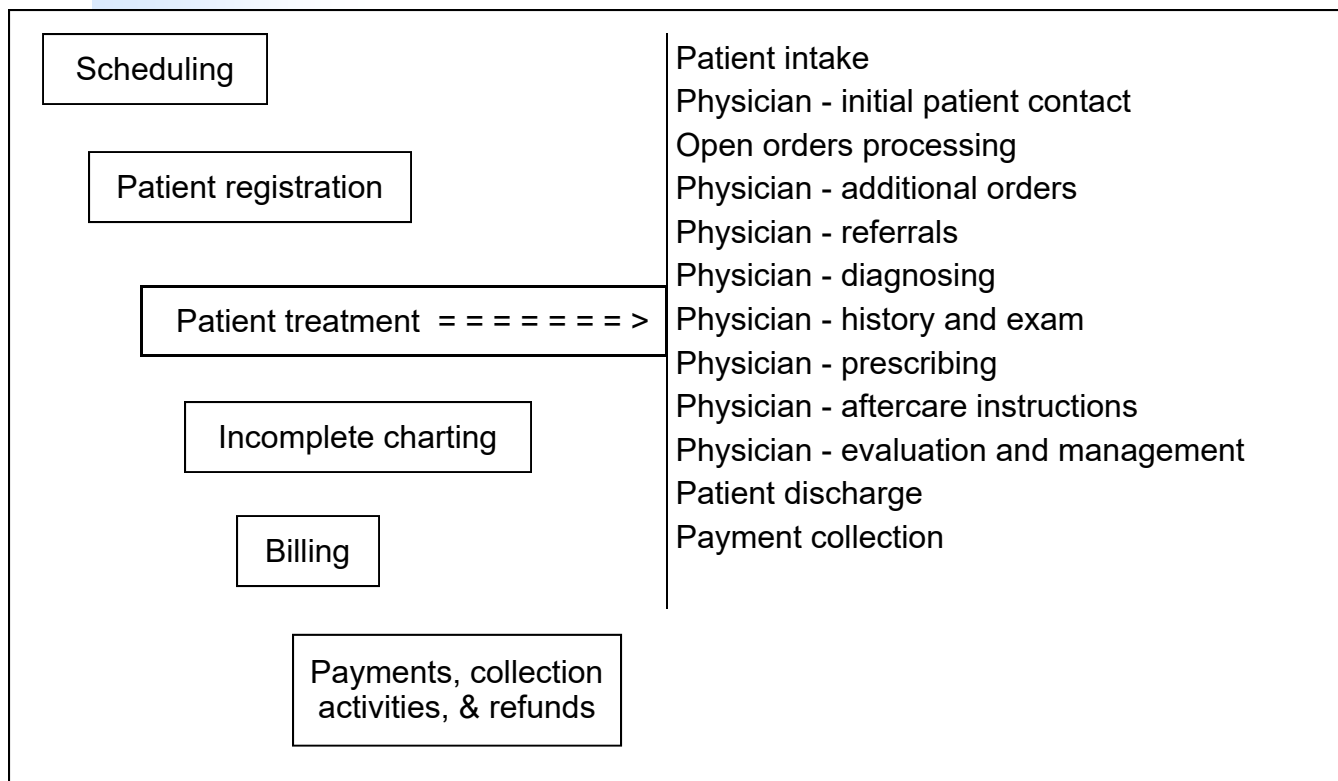 Scheduling
Patient registration
Patient treatment = = = = = = = >
Incomplete charting
Billing
Payments, collection
activities, & refunds
Patient intake
Physician - initial patient contact
Open orders processing
Physician - additional orders
Physician - referrals
Physician - diagnosing
Physician - history and exam
Physician - prescribing
Physician - aftercare instructions
Physician - evaluation and management
Patient discharge
Payment collection